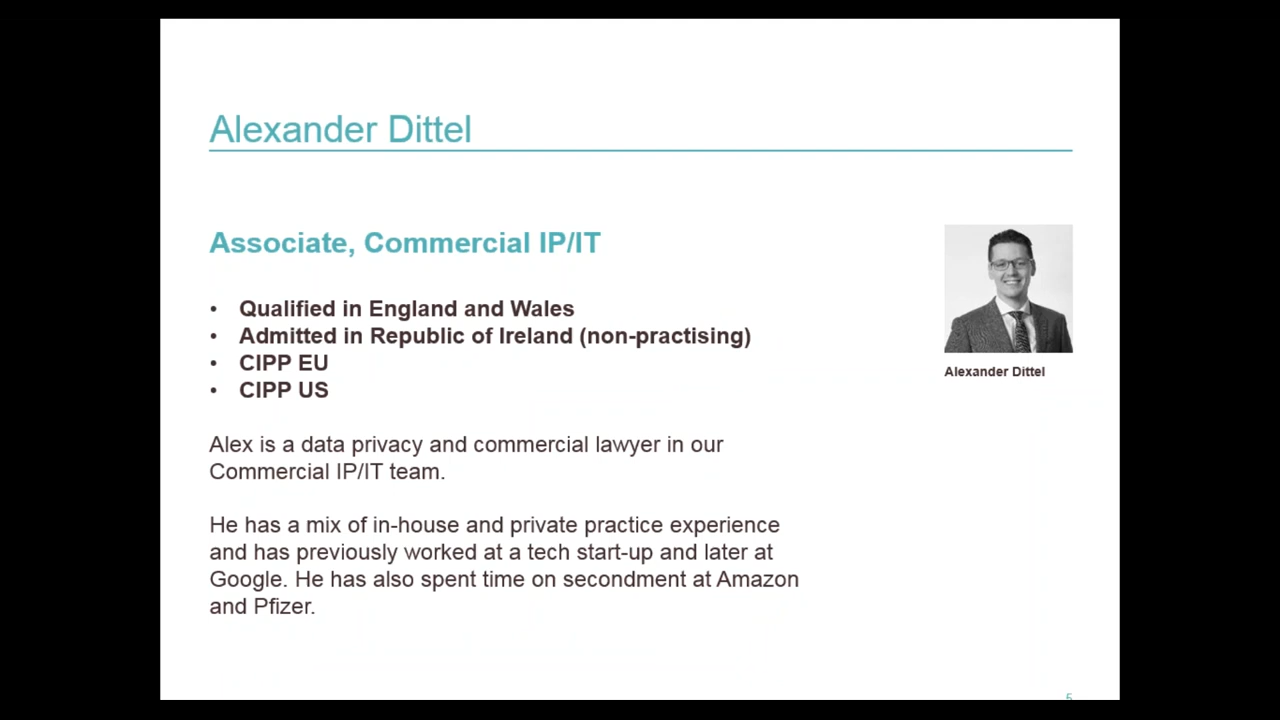 Alexander Dittel
Associate, Commercial IP/IT
• Qualified in England and Wales
• Admitted in Republic of Ireland (non-practising)
• CIPP EU
• CIPP US
Alexander Dittel
Alex is a data privacy and commercial lawyer in our
Commercial IP/IT team.
He has a mix of in-house and private practice experience
and has previously worked at a tech start-up and later at
Google. He has also spent time on secondment at Amazon
and Pfizer.
5